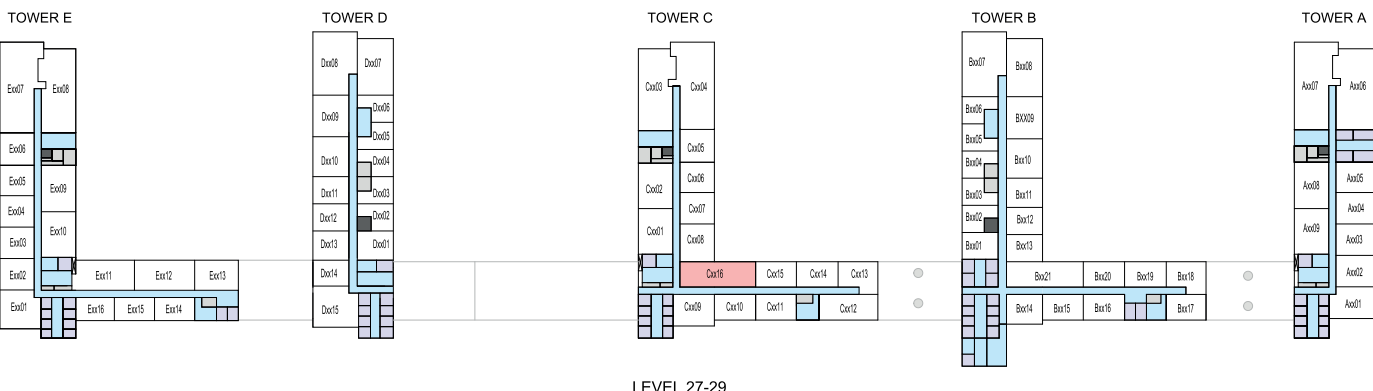 TOWER E
TOWER D
TOWER C
TOWER B
TOWER A
Exx07
Exx08
Exx06
Exx05
Exx09
Exx04
Exx10
Exx03
Exx02
Exx11
Exx12
Exx13
Exx01
Exx16
Exx15
Exx14
Dxx08
Dxx07
Dxx06
Dxx09
Dxx05
Dxx10
Dxx04
Dxx11
Dxx03
Dxx12
Dxx02
Dxx13
Dxx01
Dxx14
Dxx15
Cxx03
Cxx04
Cxx05
Cxx02
Cxx06
Cxx07
Cxx01
Cxx08
Cxx16
Cxx15
Cxx14
Cxx13
Cxx09
Cxx10
Cxx11
Cxx12
Bxx07
Bxx08
Bxx06
BXX09
Bxx05
Bxx04
Bxx10
Bxx03
Bxx11
Bxx02
Bxx12
Bxx01
Bxx13
Bxx21
Bxx20
Bxx19
Bxx18
Bxx14
Bxx15
Bxx16
Bxx17
Axx07
Axx06
Axx08
Axx05
Axx04
Axx09
Axx03
Axx02
Axx01
LEVEL 27-29